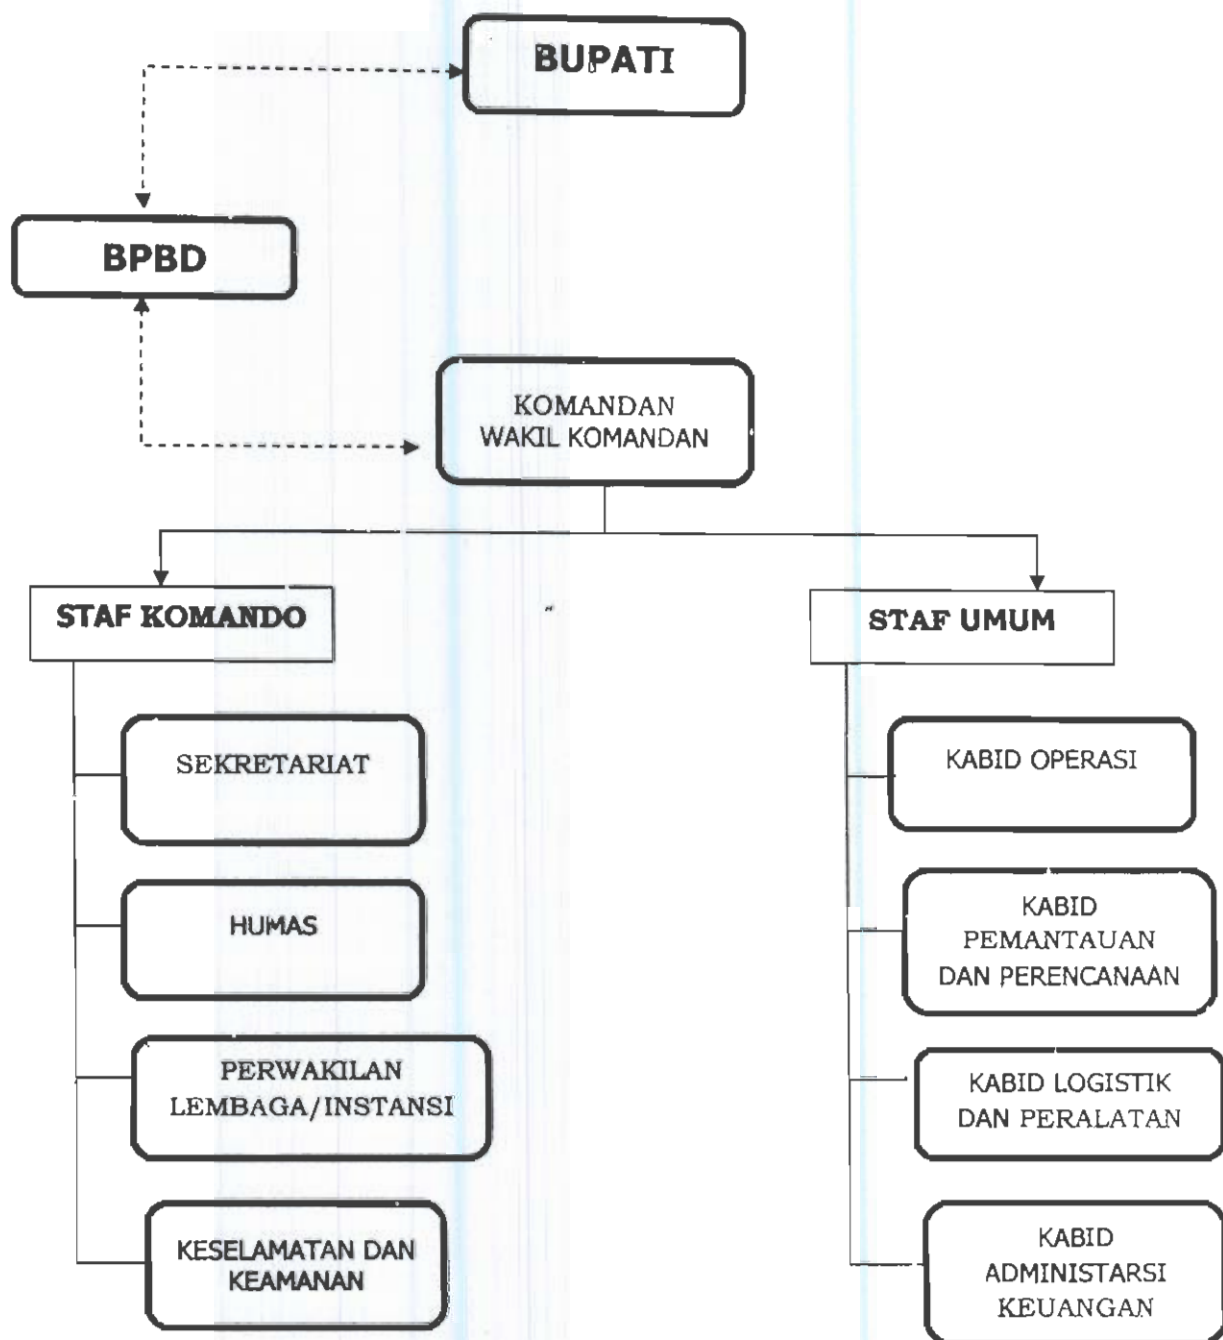 BUPATI
BPBD
KOMANDAN
WAKIL KOMANDAN
STAF KOMANDO
STAF UMUM
SEKRETARIAT
HUMAS
PERWAKILAN
LEMBAGA/INSTANSI
KESELAMATAN DAN
KEAMANAN
KABID OPERASI
KABID
PEMANTAUAN
DAN PERENCANAAN
KABID LOGISTIK
DAN PERALATAN
KABID
ADMINISTARSI
KEUANGAN